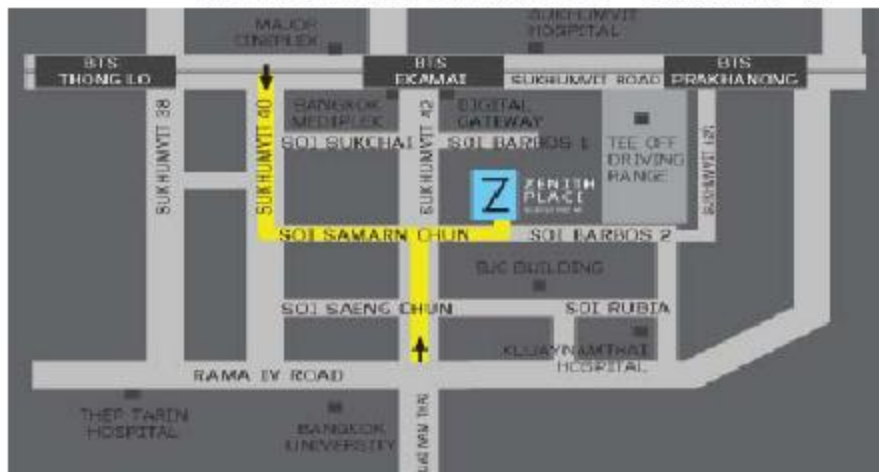 MAJOR
CINEPLEX
SUKHUMVIT
HOSPITAL
BTS
THONG LO
BTS
EKAMAI
SUKHUMVIT ROAD
BTS
PRAKHANONG
SUKHUMVIT 38
SUKHUMVIT 40
BANGKOK
MEDIPLEX
SUKHUMVIT 42
DIGITAL
GATEWAY
SOI SUKCHAI
SOI BARBOS 1
TEE OFF
DRIVING
RANGE
Z
ZENITH
PLACE
SOI SAMARN CHUN
SOI BARBOS 2
BJC BUILDING
SOI SAENG CHUN
SOI RUBIA
KLUAYNAMTHAI
HOSPITAL
RAMA IV ROAD
THEP TARIN
HOSPITAL
BANGKOK
UNIVERSITY